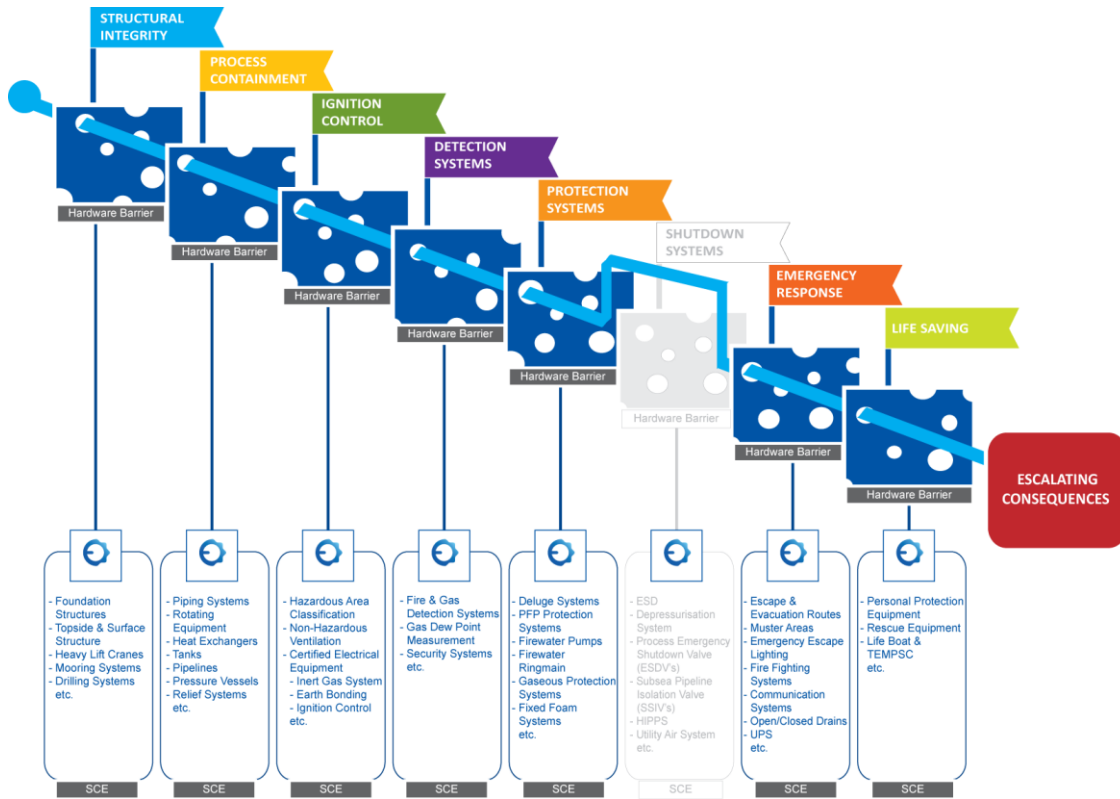 STRUCTURAL
INTEGRITY
PROCESS
CONTAINMENT
IGNITION
CONTROL
DETECTION
SYSTEMS
PROTECTION
SYSTEMS
SHUTDOWN
SYSTEMS
EMERGENCY
RESPONSE
LIFE SAVING
Hardware Barrier
Hardware Barrier
Hardware Barrier
Hardware Barrier
Hardware Barrier
Hardware Barrier
Hardware Barrier
Hardware Barrier
ESCALATING
CONSEQUENCES
- Foundation
Structures
- Topside & Surface
Structure
- Heavy Lift Cranes
- Mooring Systems
- Drilling Systems
etc.
SCE
- Piping Systems
- Rotating
Equipment
- Heat Exchangers
- Tanks
- Pipelines
- Pressure Vessels
- Relief Systems
etc.
SCE
- Hazardous Area
Classification
- Non-Hazardous
Ventilation
- Certified Electrical
Equipment
- Inert Gas System
- Earth Bonding
- Ignition Control
etc.
SCE
- Fire & Gas
Detection Systems
- Gas Dew Point
Measurement
- Security Systems
etc.
SCE
- Deluge Systems
- PFP Protection
Systems
- Firewater Pumps
- Firewater
Ringmain
- Gaseous Protection
Systems
- Fixed Foam
Systems
etc.
SCE
- ESD
- Depressurisation
System
- Process Emergency
Shutdown Valve
(ESDV's)
- Subsea Pipeline
Isolation Valve
(SSIV's)
- HIPPS
- Utility Air System
etc.
SCE
- Escape &
Evacuation Routes
- Muster Areas
- Emergency Escape
Lighting
- Fire Fighting
Systems
- Communication
Systems
- Open/Closed Drains
- UPS
etc.
SCE
- Personal Protection
Equipment
- Rescue Equipment
- Life Boat &
TEMPSC
etc.
SCE